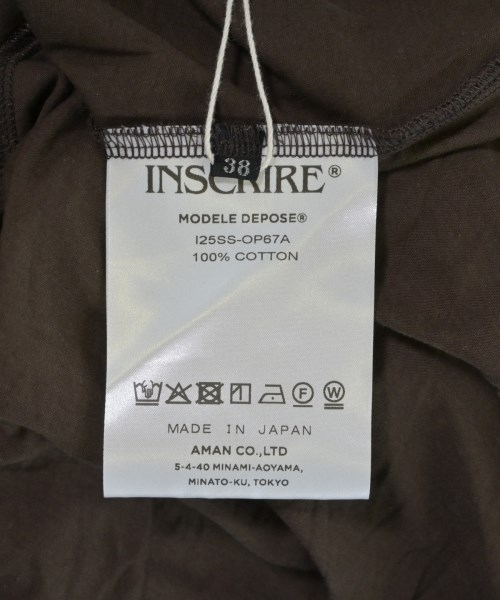 38
INSCRIRE®
MODELE DEPOSE®
I25SS-OP67A
100% COTTON
F W
MADE IN JAPAN
AMAN CO.,LTD
5-4-40 MINAMI-AOYAMA,
MINATO-KU, TOKYO